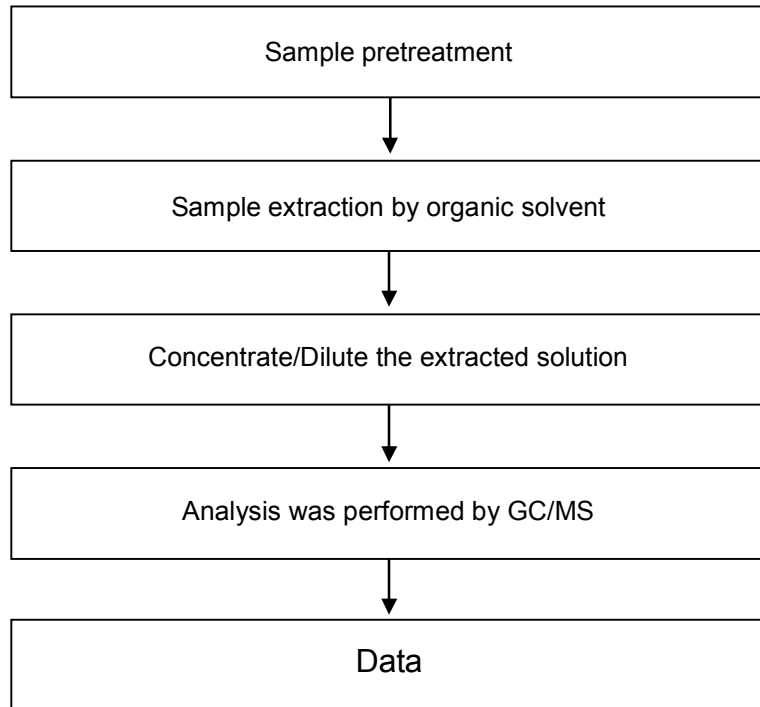 Sample pretreatment
Sample extraction by organic solvent
Concentrate/Dilute the extracted solution
Analysis was performed by GC/MS
Data